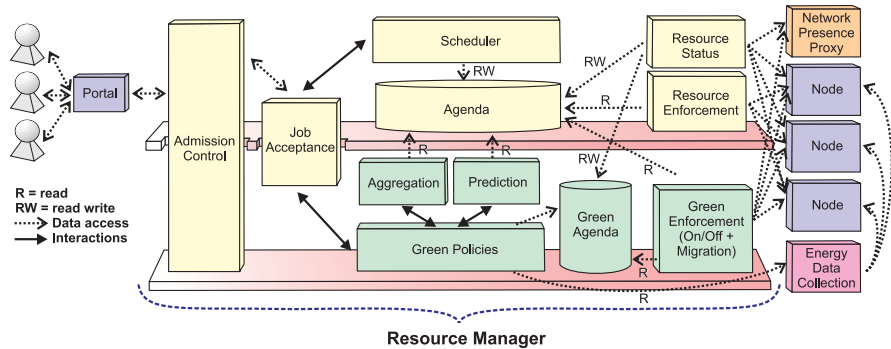 Scheduler
Resource
Status
Network
Presence
Proxy
RW
RW
Portal
Agenda
R
Resource
Enforcement
Node
Admission
Control
Job
Acceptance
Node
R
R
RW
R
Aggregation
Prediction
Green
Agenda
Green
Enforcement
(On/Off +
Migration)
Node
R = read
RW = read write
Data access
Interactions
Green Policies
R
R
Energy
Data
Collection
Resource Manager